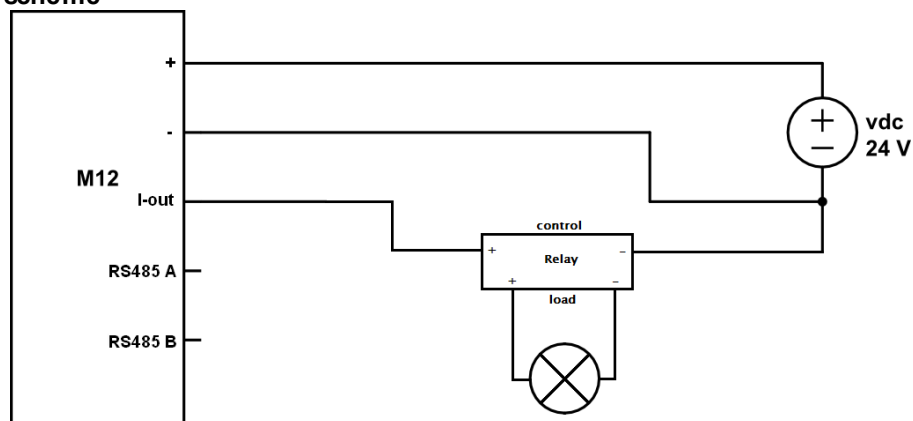 +
-
M12
I-out
RS485 A
RS485 B
vdc
24 V
+
−
control
+
Relay
−
+
−
load